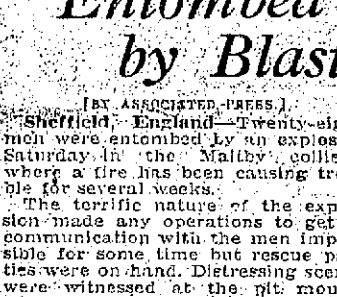 Entombed
by Blast
[BY ASSOCIATED PRESS.]
Sheffield, England—Twenty-eig
men were entombed by an explos
Saturday in the Maltby collie
where a fire has been causing tro
ble for several weeks.
The terrific nature of the exp
sion made any operations to get
communication with the men imp
sible for some time but rescue p
ties were on hand. Distressing scen
were witnessed at the pit mou